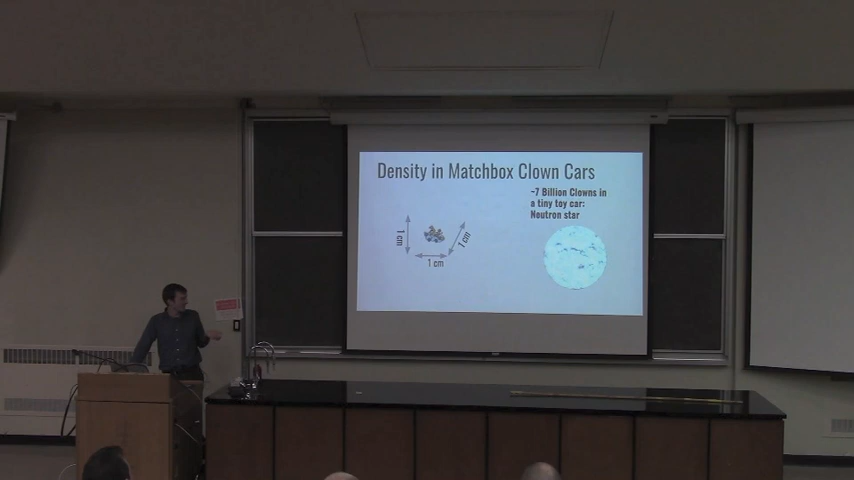 Density in Matchbox Clown Cars
~7 Billion Clowns in
a tiny toy car:
Neutron star
1 cm
1 cm
1 cm